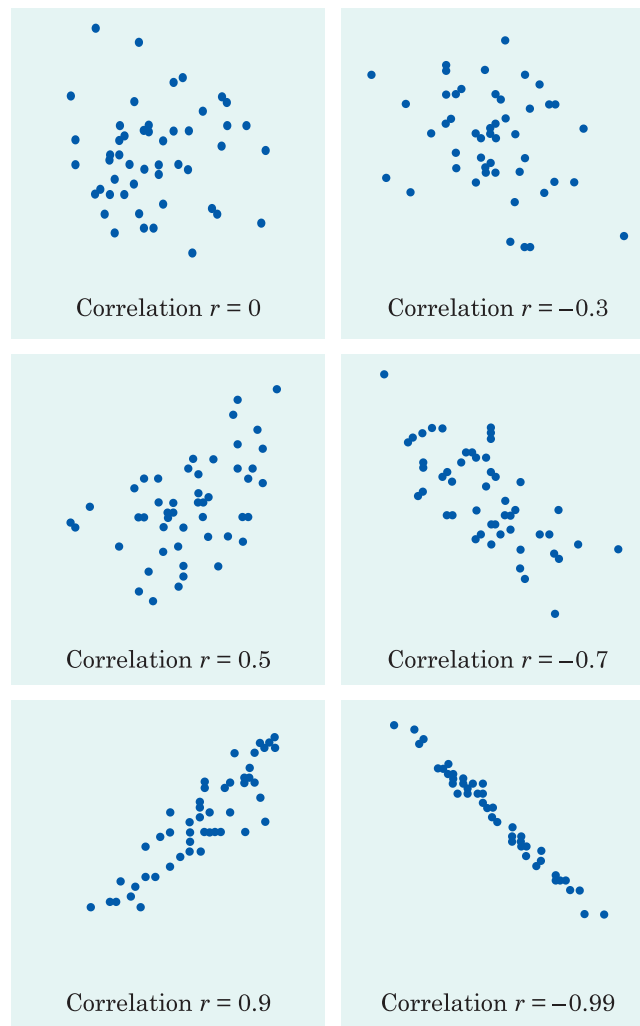 Correlation r = 0
Correlation r = −0.3
Correlation r = 0.5
Correlation r = −0.7
Correlation r = 0.9
Correlation r = −0.99